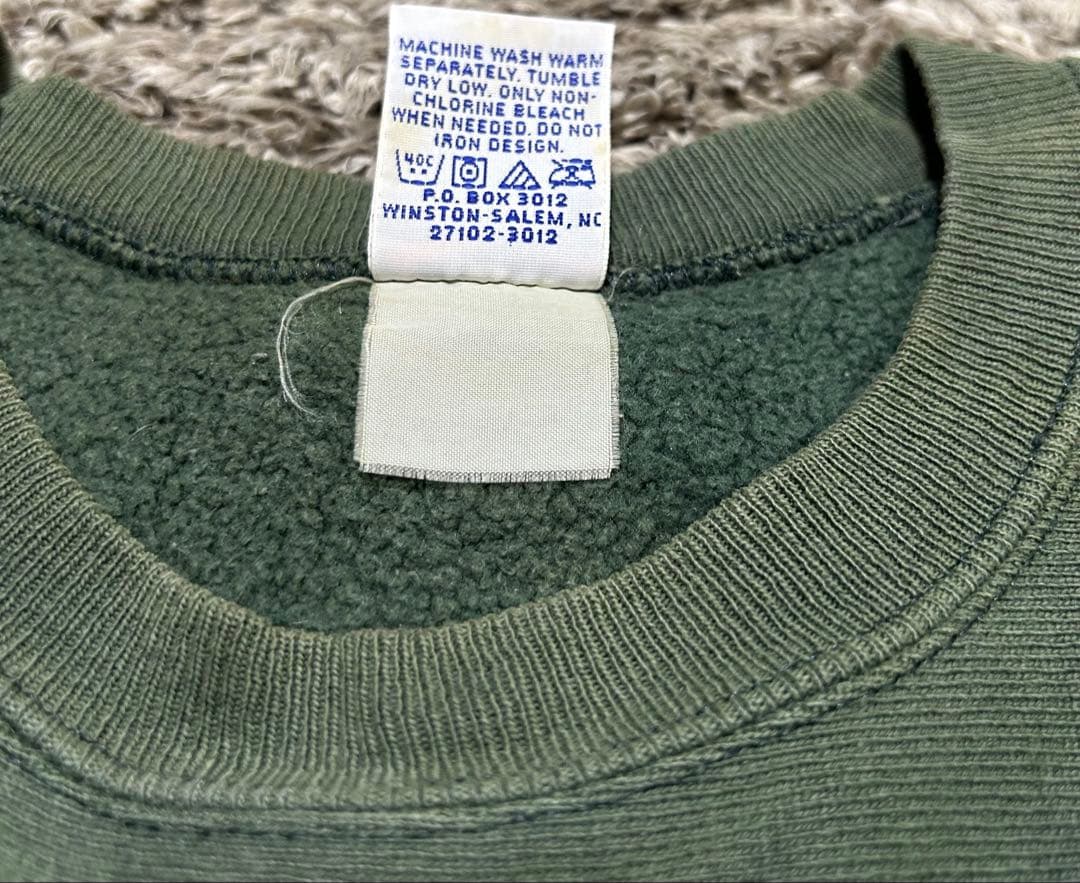 MACHINE WASH WARM
SEPARATELY. TUMBLE
DRY LOW. ONLY NON-
CHLORINE BLEACH
WHEN NEEDED. DO NOT
IRON DESIGN.
40C
P.O. BOX 3012
WINSTON-SALEM, NC
27102-3012